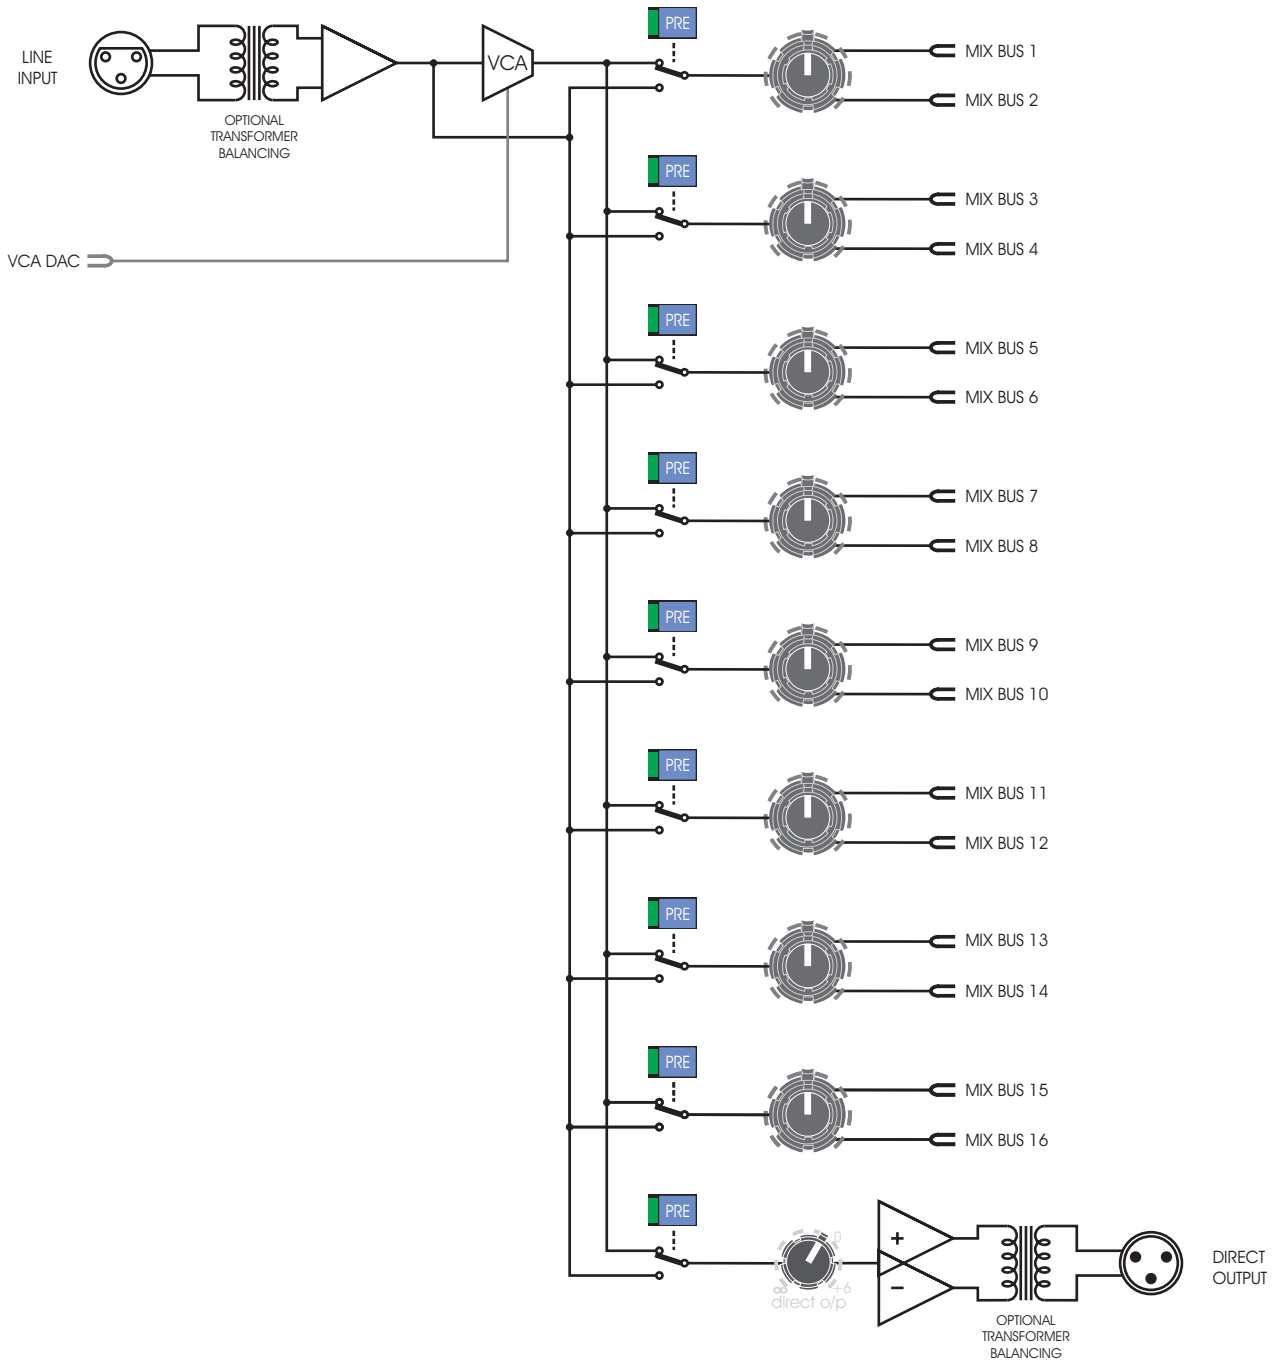 PRE
LINE
INPUT
VCA
MIX BUS 1
MIX BUS 2
OPTIONAL
TRANSFORMER
BALANCING
PRE
MIX BUS 3
MIX BUS 4
VCA DAC
PRE
MIX BUS 5
MIX BUS 6
PRE
MIX BUS 7
MIX BUS 8
PRE
MIX BUS 9
MIX BUS 10
PRE
MIX BUS 11
MIX BUS 12
PRE
MIX BUS 13
MIX BUS 14
PRE
MIX BUS 15
MIX BUS 16
PRE
0
+
-
∞
+6
direct o/p
DIRECT
OUTPUT
OPTIONAL
TRANSFORMER
BALANCING